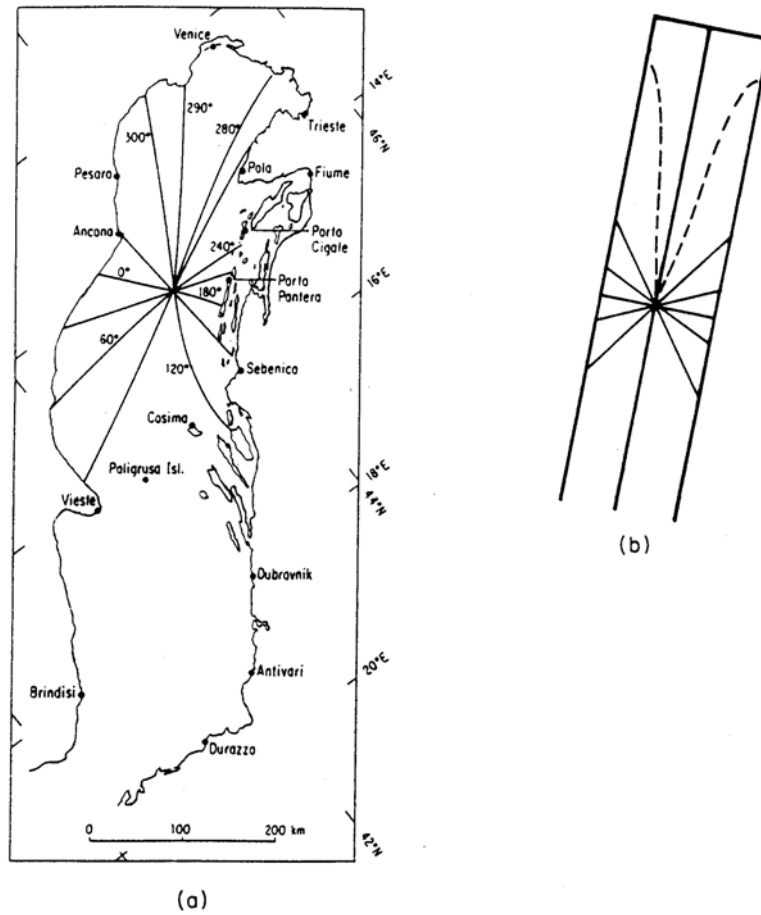 Venice
14°E
290°
280°
300°
Trieste
46°N
Pesaro
Pola
Fiume
Ancona
Porto
Cigale
240°
0°
Porto
Pantera
180°
16°E
60°
120°
Sebenico
Cosima
Paligrusa Isl.
18°E
44°N
Vieste
Dubrovnik
20°E
Antivari
Brindisi
Durazzo
0 100 200 km
42°N
x
(a)
(b)